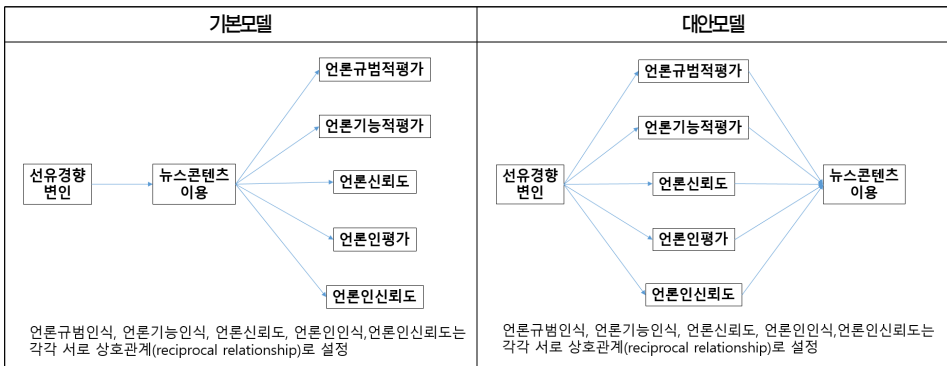 기본모델
대안모델
언론규범적평가
언론기능적평가
선유경향
변인
뉴스콘텐츠
이용
언론신뢰도
언론인평가
언론인신뢰도
언론규범인식, 언론기능인식, 언론신뢰도, 언론인인식,언론인신뢰도는
각각 서로 상호관계(reciprocal relationship)로 설정
언론규범적평가
언론기능적평가
선유경향
변인
언론신뢰도
뉴스콘텐츠
이용
언론인평가
언론인신뢰도
언론규범인식, 언론기능인식, 언론신뢰도, 언론인인식,언론인신뢰도는
각각 서로 상호관계(reciprocal relationship)로 설정